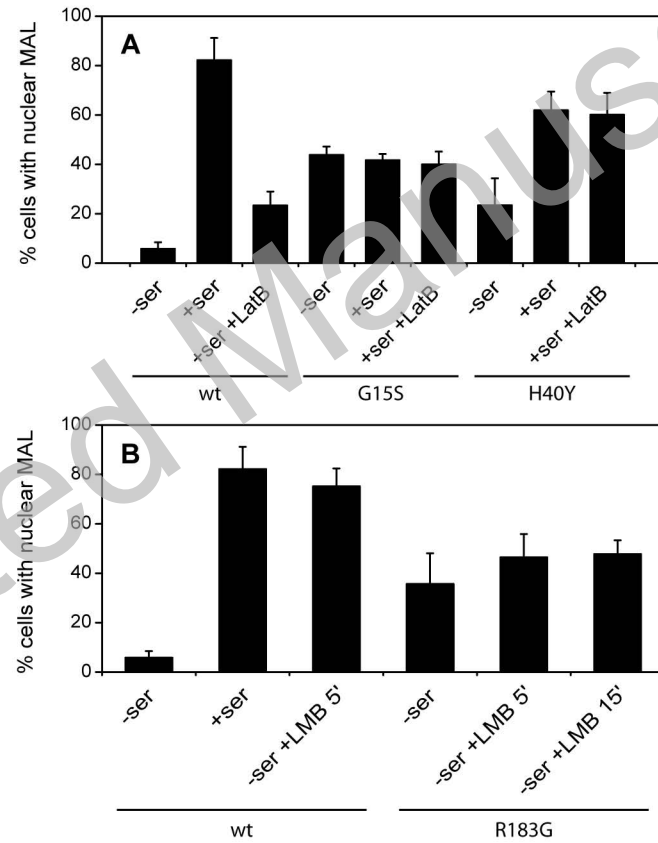 A
% cells with nuclear MAL
100
80
60
40
20
0
-ser
+ser
+ser +LatB
-ser
+ser
+ser +LatB
-ser
+ser
+ser +LatB
wt
G15S
H40Y
B
% cells with nuclear MAL
100
80
60
40
20
0
-ser
+ser
-ser +LMB 5'
-ser
-ser +LMB 5'
-ser +LMB 15'
wt
R183G
ted Manus